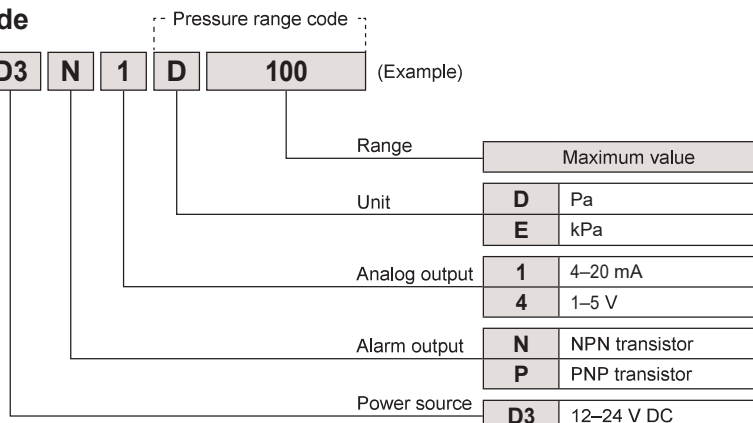 de
Pressure range code
D3 N 1 D 100 (Example)
Range Maximum value
Unit D Pa
E kPa
Analog output 1 4–20 mA
4 1–5 V
Alarm output N NPN transistor
P PNP transistor
Power source D3 12–24 V DC